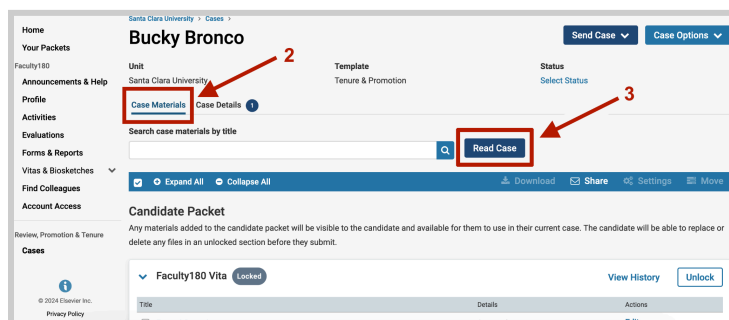 Santa Clara University > Cases >
Bucky Bronco
Send Case
Case Options
Home
Your Packets
Faculty180
Announcements & Help
Profile
Activities
Evaluations
Forms & Reports
Vitas & Biosketches
Find Colleagues
Account Access
Review, Promotion & Tenure
Cases
© 2024 Elsevier Inc.
Privacy Policy
2
Unit
Template
Status
Santa Clara University
Tenure & Promotion
Select Status
Case Materials
Case Details 1
3
Search case materials by title
Read Case
Expand All
Collapse All
Download
Share
Settings
Move
Candidate Packet
Any materials added to the candidate packet will be visible to the candidate and available for them to use in their current case. The candidate will be able to replace or
delete any files in an unlocked section before they submit.
Faculty180 Vita
Locked
View History
Unlock
Title
Details
Actions